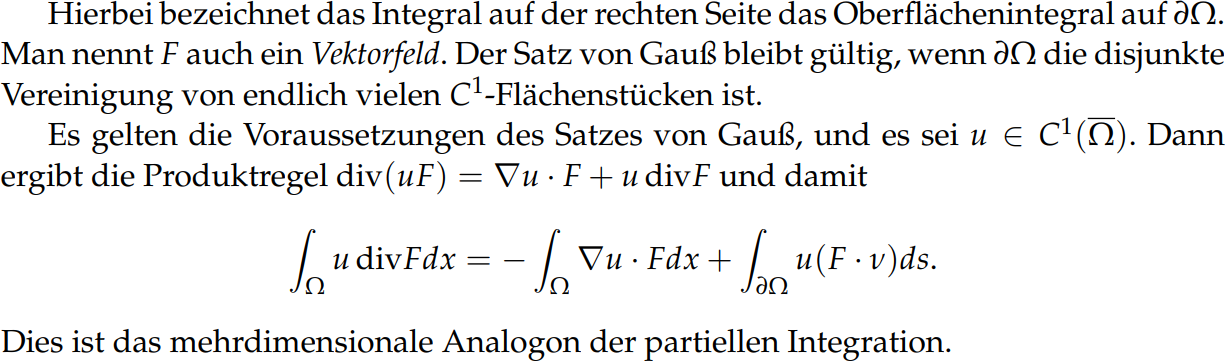 Hierbei bezeichnet das Integral auf der rechten Seite das Oberflächenintegral auf ∂Ω.
Man nennt F auch ein Vektorfeld. Der Satz von Gauß bleibt gültig, wenn ∂Ω die disjunkte
Vereinigung von endlich vielen C¹-Flächenstücken ist.
Es gelten die Voraussetzungen des Satzes von Gauß, und es sei u ∈ C¹(Ω̅). Dann
ergibt die Produktregel div(uF) = ∇u · F + u divF und damit
∫_Ω u divFdx = − ∫_Ω ∇u · Fdx + ∫_∂Ω u(F · ν)ds.
Dies ist das mehrdimensionale Analogon der partiellen Integration.